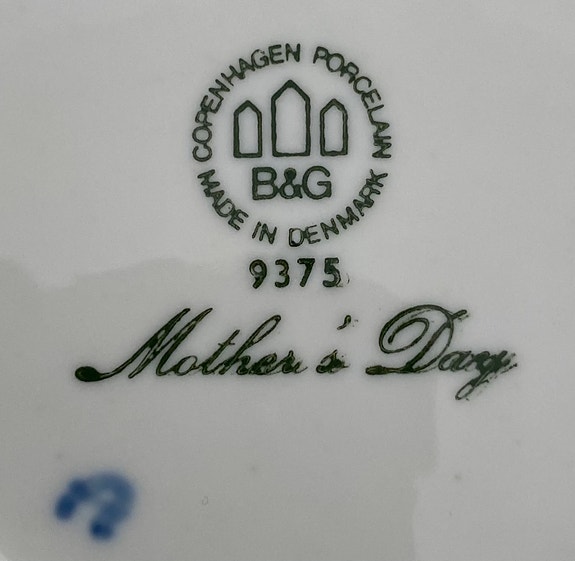 COPENHAGEN PORCELAIN
B&G
MADE IN DENMARK
9375
Mother's Day